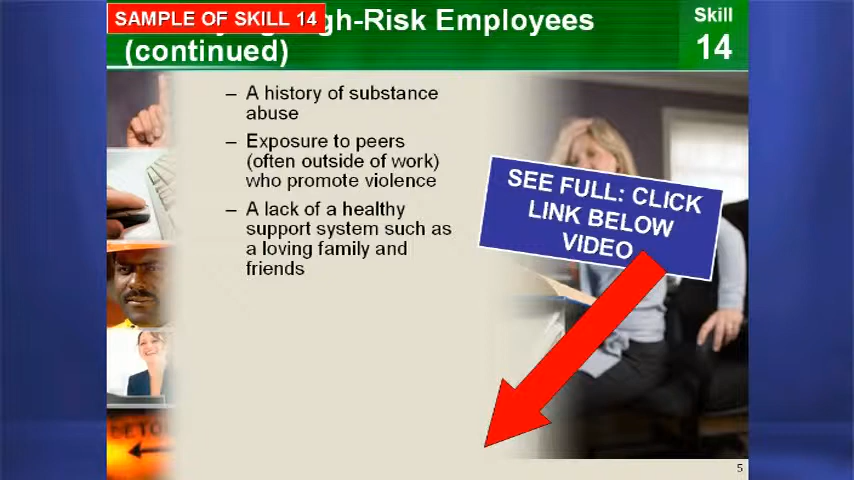 SAMPLE OF SKILL 14
gh-Risk Employees
(continued)
Skill
14
– A history of substance
abuse
– Exposure to peers
(often outside of work)
who promote violence
– A lack of a healthy
support system such as
a loving family and
friends
SEE FULL: CLICK
LINK BELOW
VIDEO
5